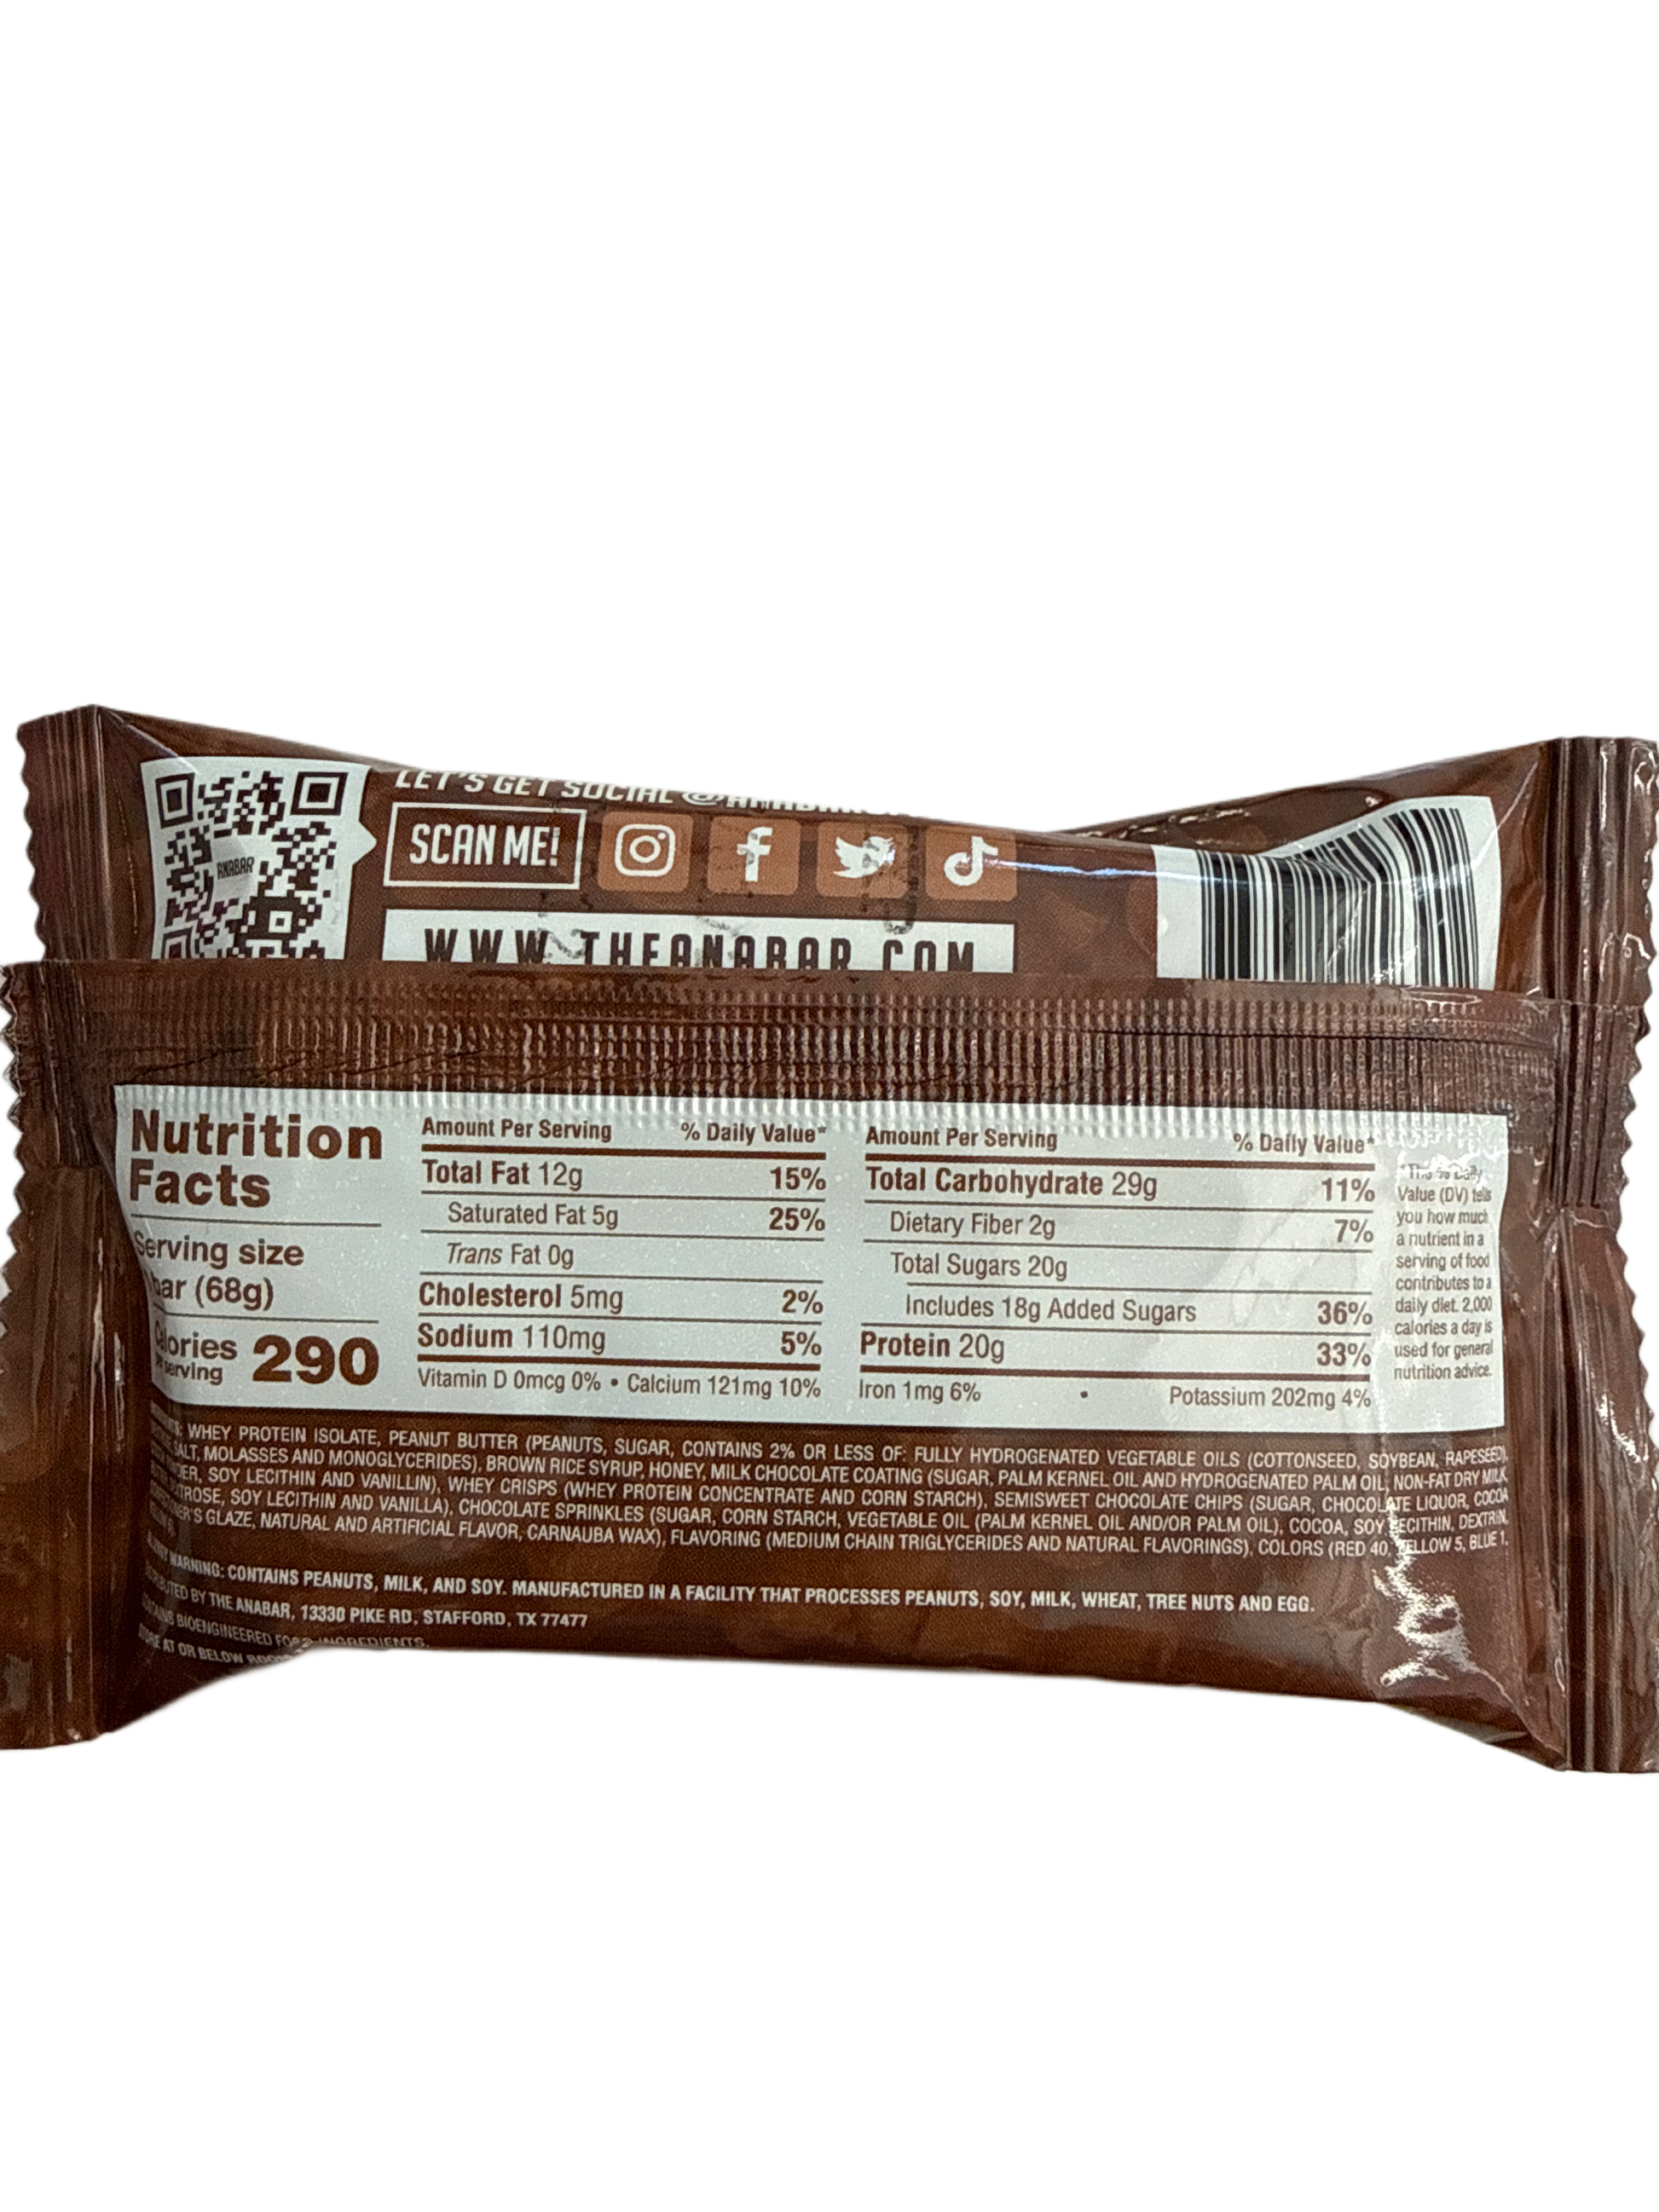 LET'S GET SOCIAL
SCAN ME!
ANABAR
WWW.THEANABAR.COM
Nutrition
Facts
Serving size
bar (68g)
Calories
per serving
290
Amount Per Serving % Daily Value*
Total Fat 12g 15%
Saturated Fat 5g 25%
Trans Fat 0g
Cholesterol 5mg 2%
Sodium 110mg 5%
Vitamin D 0mcg 0% • Calcium 121mg 10%
Amount Per Serving % Daily Value*
Total Carbohydrate 29g 11%
Dietary Fiber 2g 7%
Total Sugars 20g
Includes 18g Added Sugars 36%
Protein 20g 33%
Iron 1mg 6% • Potassium 202mg 4%
*The % Daily
Value (DV) tells
you how much
a nutrient in a
serving of food
contributes to a
daily diet. 2,000
calories a day is
used for general
nutrition advice.
WHEY PROTEIN ISOLATE, PEANUT BUTTER (PEANUTS, SUGAR, CONTAINS 2% OR LESS OF: FULLY HYDROGENATED VEGETABLE OILS (COTTONSEED, SOYBEAN, RAPESEED),
SALT, MOLASSES AND MONOGLYCERIDES), BROWN RICE SYRUP, HONEY, MILK CHOCOLATE COATING (SUGAR, PALM KERNEL OIL AND HYDROGENATED PALM OIL, NON-FAT DRY MILK,
SOY LECITHIN AND VANILLIN), WHEY CRISPS (WHEY PROTEIN CONCENTRATE AND CORN STARCH), SEMISWEET CHOCOLATE CHIPS (SUGAR, CHOCOLATE LIQUOR, COCOA
SOY LECITHIN AND VANILLA), CHOCOLATE SPRINKLES (SUGAR, CORN STARCH, VEGETABLE OIL (PALM KERNEL OIL AND/OR PALM OIL), COCOA, SOY LECITHIN, DEXTRIN,
GLAZE, NATURAL AND ARTIFICIAL FLAVOR, CARNAUBA WAX), FLAVORING (MEDIUM CHAIN TRIGLYCERIDES AND NATURAL FLAVORINGS), COLORS (RED 40, YELLOW 5, BLUE 1,
WARNING: CONTAINS PEANUTS, MILK, AND SOY. MANUFACTURED IN A FACILITY THAT PROCESSES PEANUTS, SOY, MILK, WHEAT, TREE NUTS AND EGG.
DISTRIBUTED BY THE ANABAR, 13330 PIKE RD, STAFFORD, TX 77477
CONTAINS BIOENGINEERED FOOD INGREDIENTS.
STORE AT OR BELOW ROOM